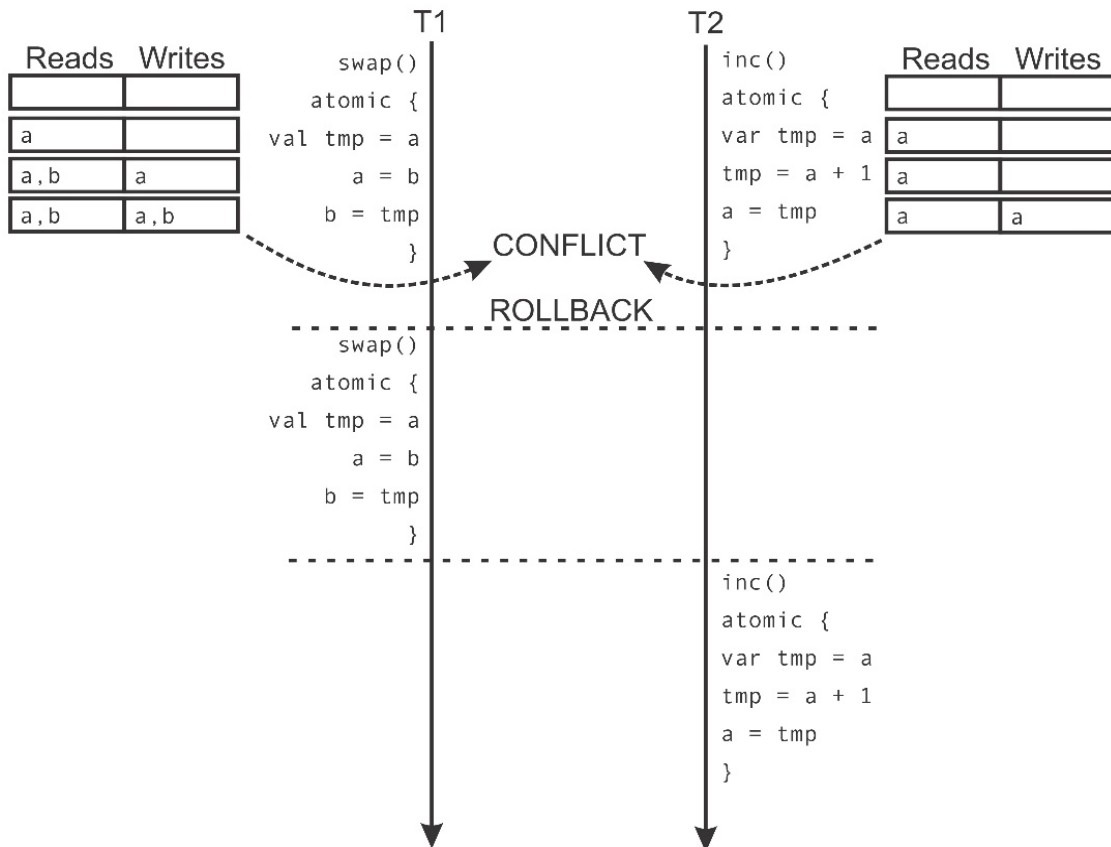 T1
T2
Reads Writes
a
a,b a
a,b a,b
swap()
atomic {
val tmp = a
a = b
b = tmp
}
inc()
atomic {
var tmp = a
tmp = a + 1
a = tmp
}
Reads Writes
a
a
a a
CONFLICT
ROLLBACK
swap()
atomic {
val tmp = a
a = b
b = tmp
}
inc()
atomic {
var tmp = a
tmp = a + 1
a = tmp
}